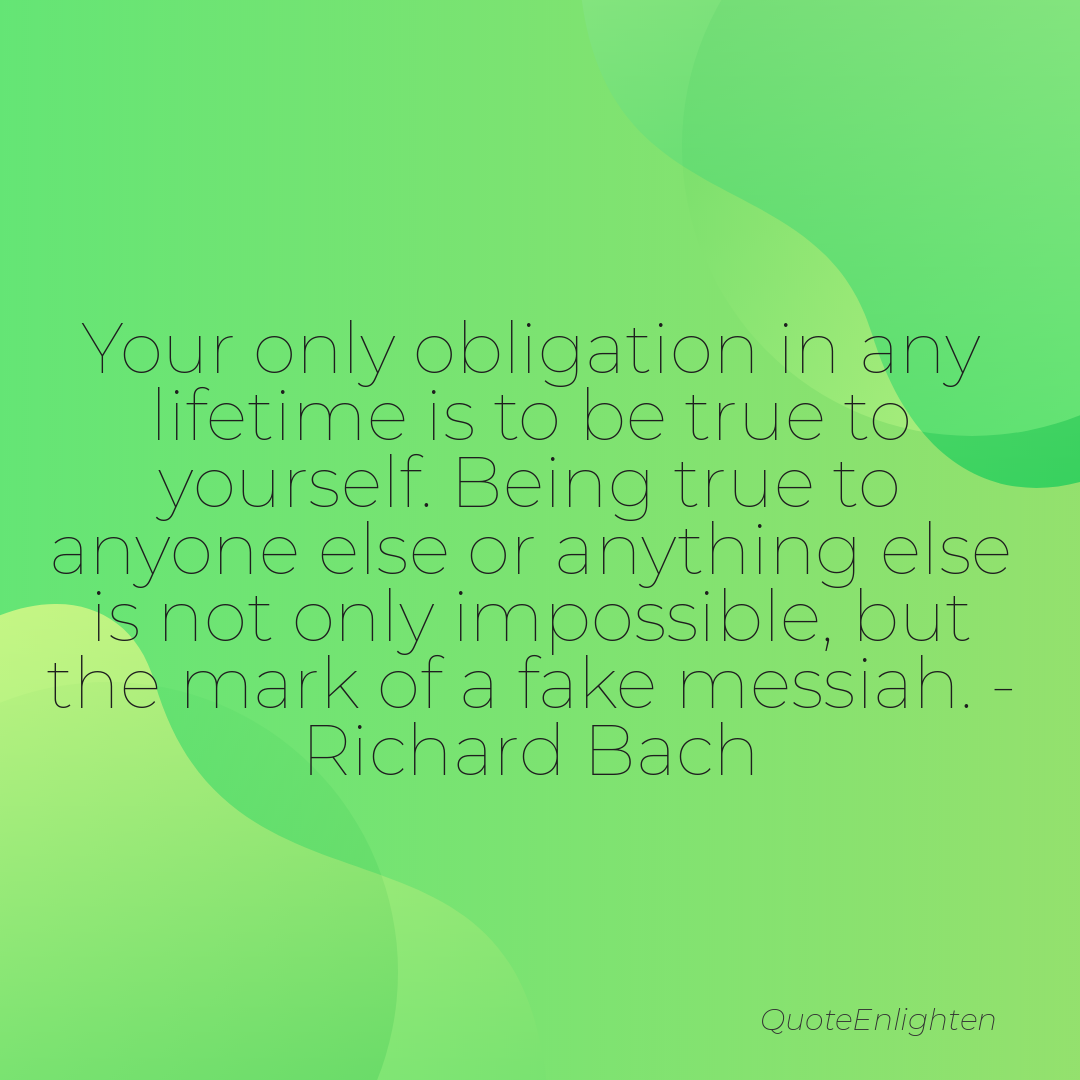 Your only obligation in any
lifetime is to be true to
yourself. Being true to
anyone else or anything else
is not only impossible, but
the mark of a fake messiah. -
Richard Bach
QuoteEnlighten